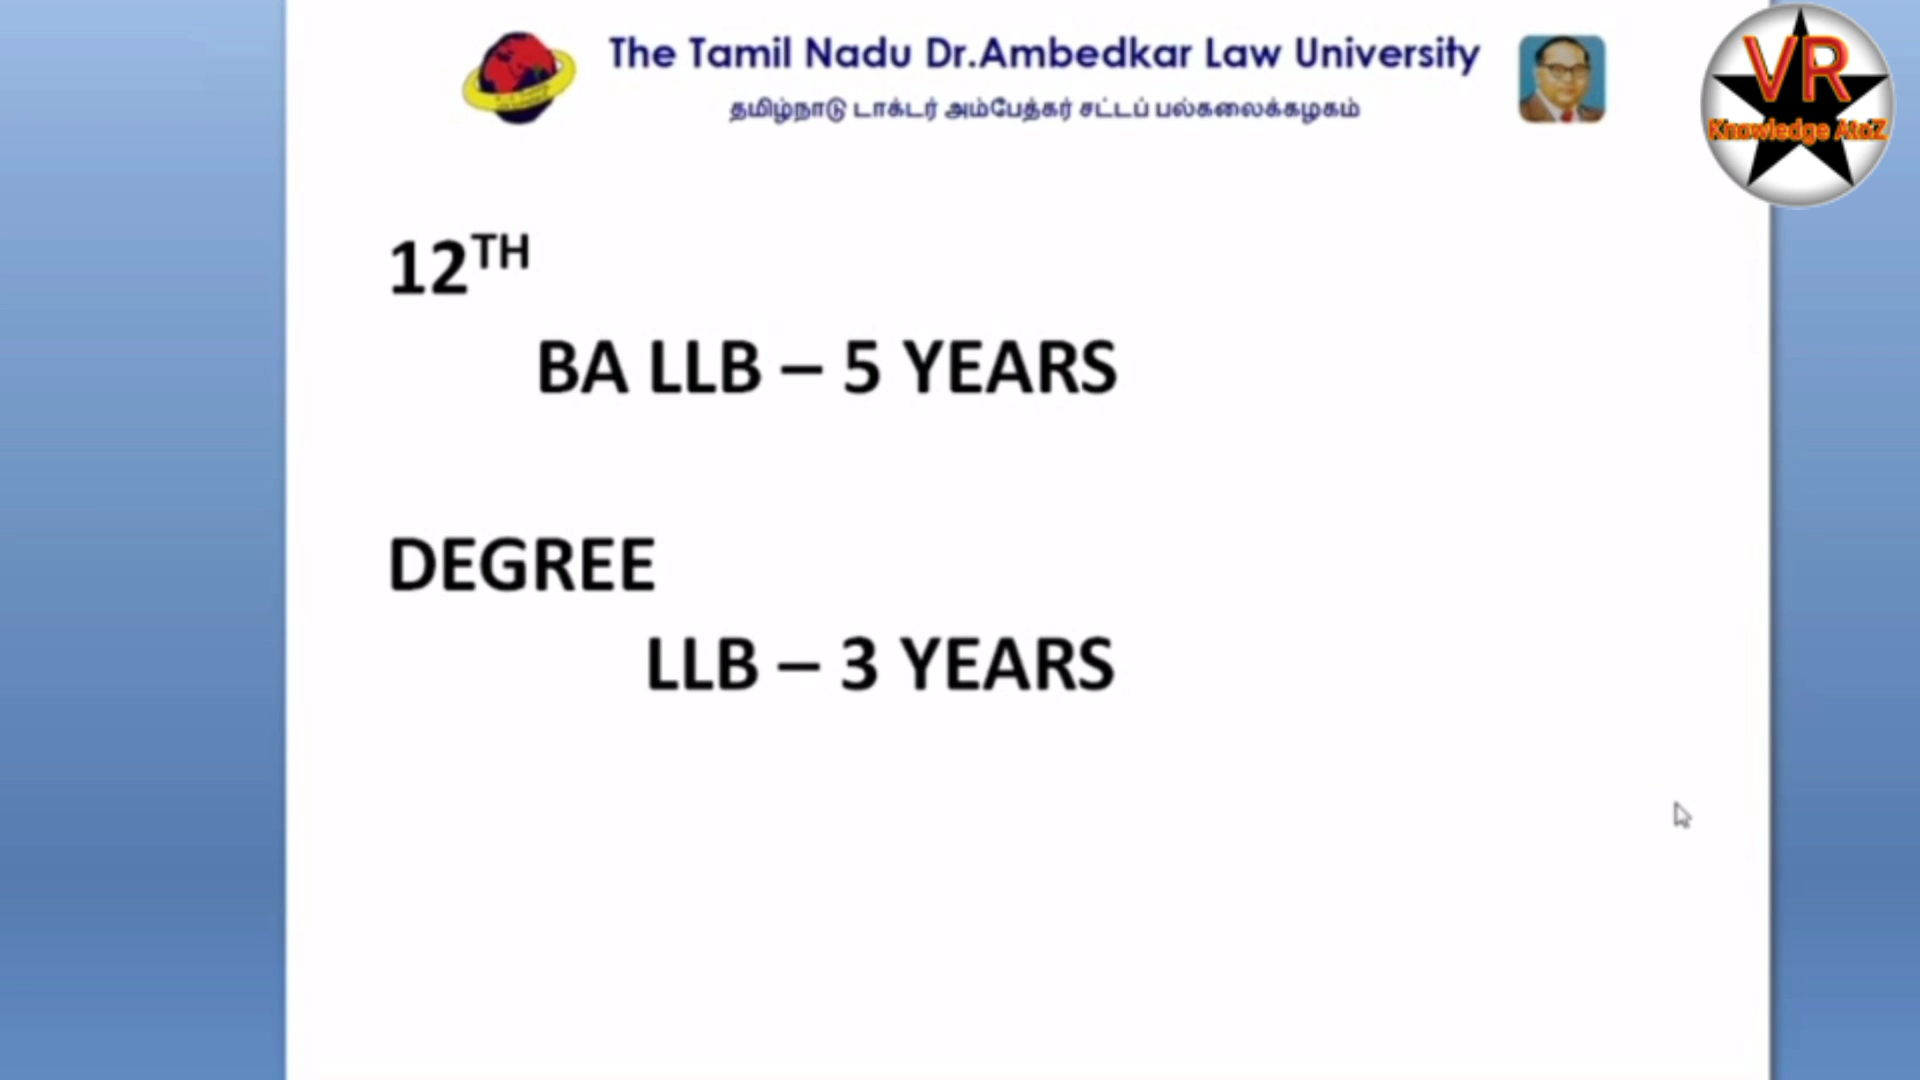 The Tamil Nadu Dr.Ambedkar Law University
தமிழ்நாடு டாக்டர் அம்பேத்கர் சட்டப் பல்கலைக்கழகம்
VR
Knowledge AtoZ
12TH
BA LLB – 5 YEARS
DEGREE
LLB – 3 YEARS